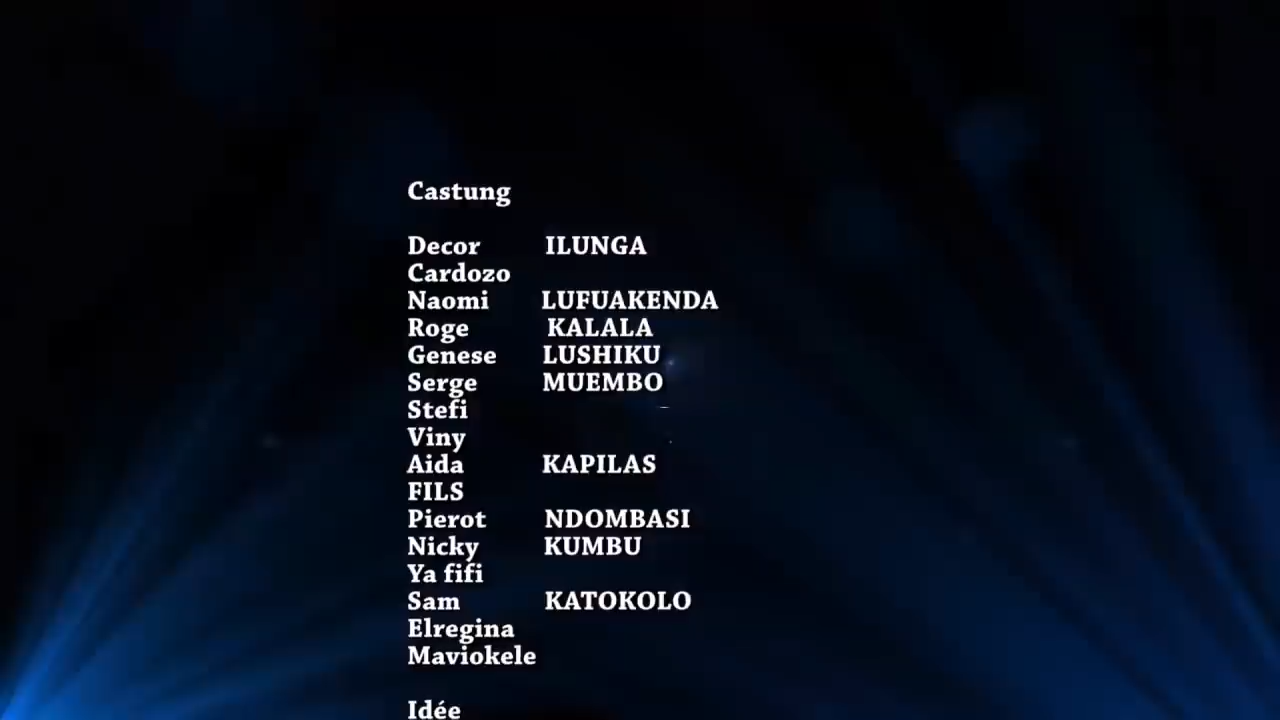 Castung
Decor ILUNGA
Cardozo
Naomi LUFUAKENDA
Roge KALALA
Genese LUSHIKU
Serge MUEMBO
Stefi
Viny
Aida KAPILAS
FILS
Pierot NDOMBASI
Nicky KUMBU
Ya fifi
Sam KATOKOLO
Elregina
Maviokele
Idée